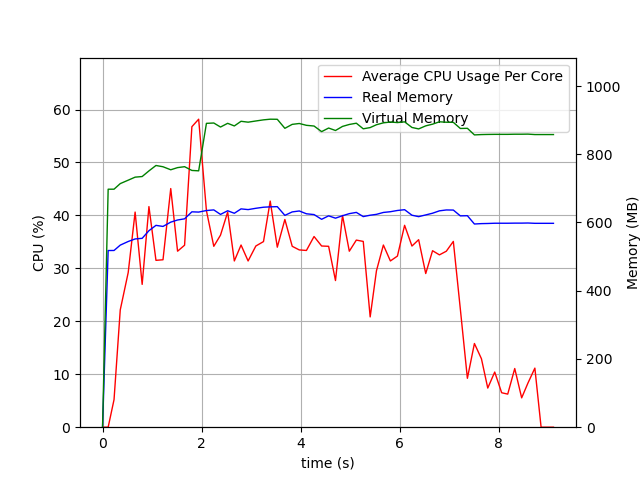 Average CPU Usage Per Core
Real Memory
Virtual Memory
CPU (%)
60
50
40
30
20
10
0
1000
800
600
400
200
0
Memory (MB)
0 2 4 6 8
time (s)